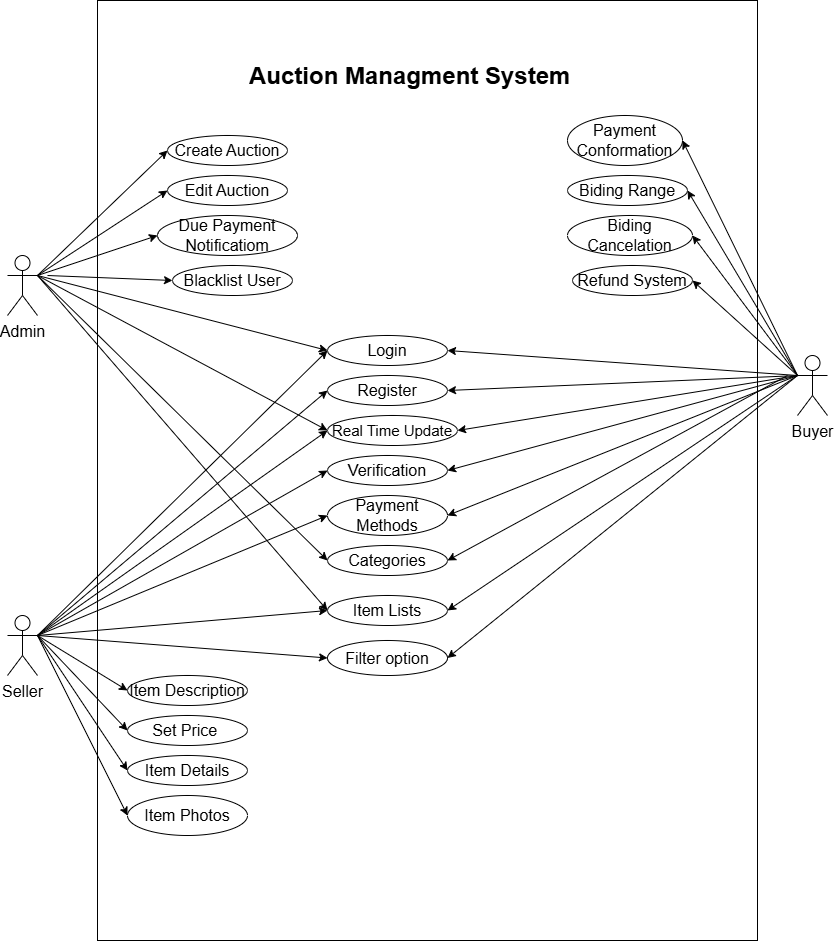 Auction Managment System
Create Auction
Edit Auction
Due Payment
Notificatiom
Blacklist User
Admin
Payment
Conformation
Biding Range
Biding
Cancelation
Refund System
Buyer
Login
Register
Real Time Update
Verification
Payment
Methods
Categories
Item Lists
Filter option
Seller
Item Description
Set Price
Item Details
Item Photos